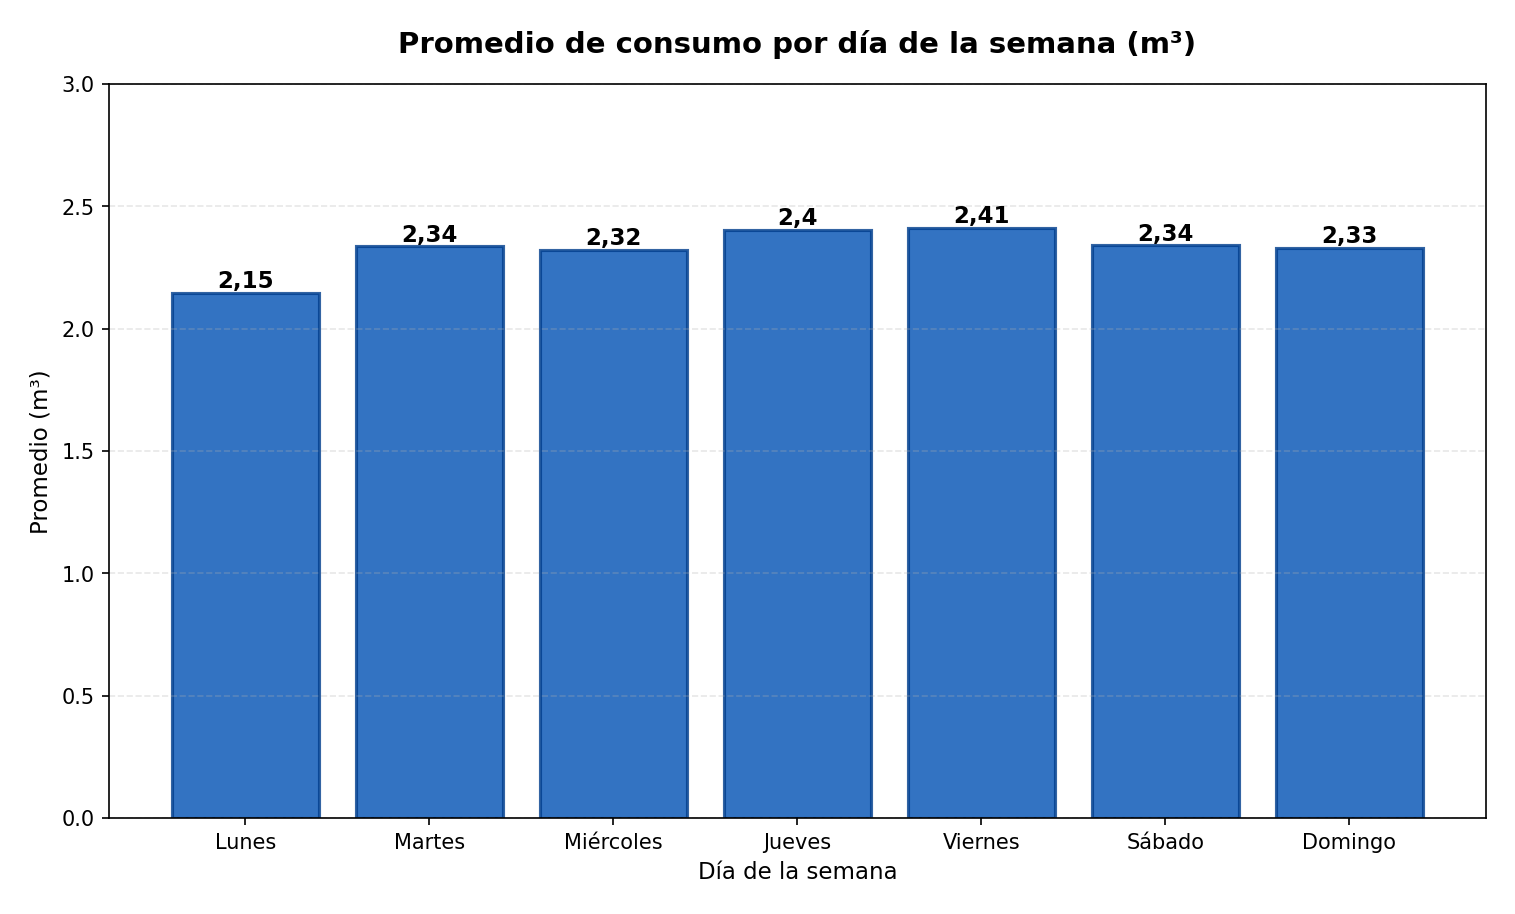 Promedio de consumo por día de la semana (m³)
Promedio (m³)
3.0
2.5
2.0
1.5
1.0
0.5
0.0
2,15
2,34
2,32
2,4
2,41
2,34
2,33
Lunes
Martes
Miércoles
Jueves
Viernes
Sábado
Domingo
Día de la semana